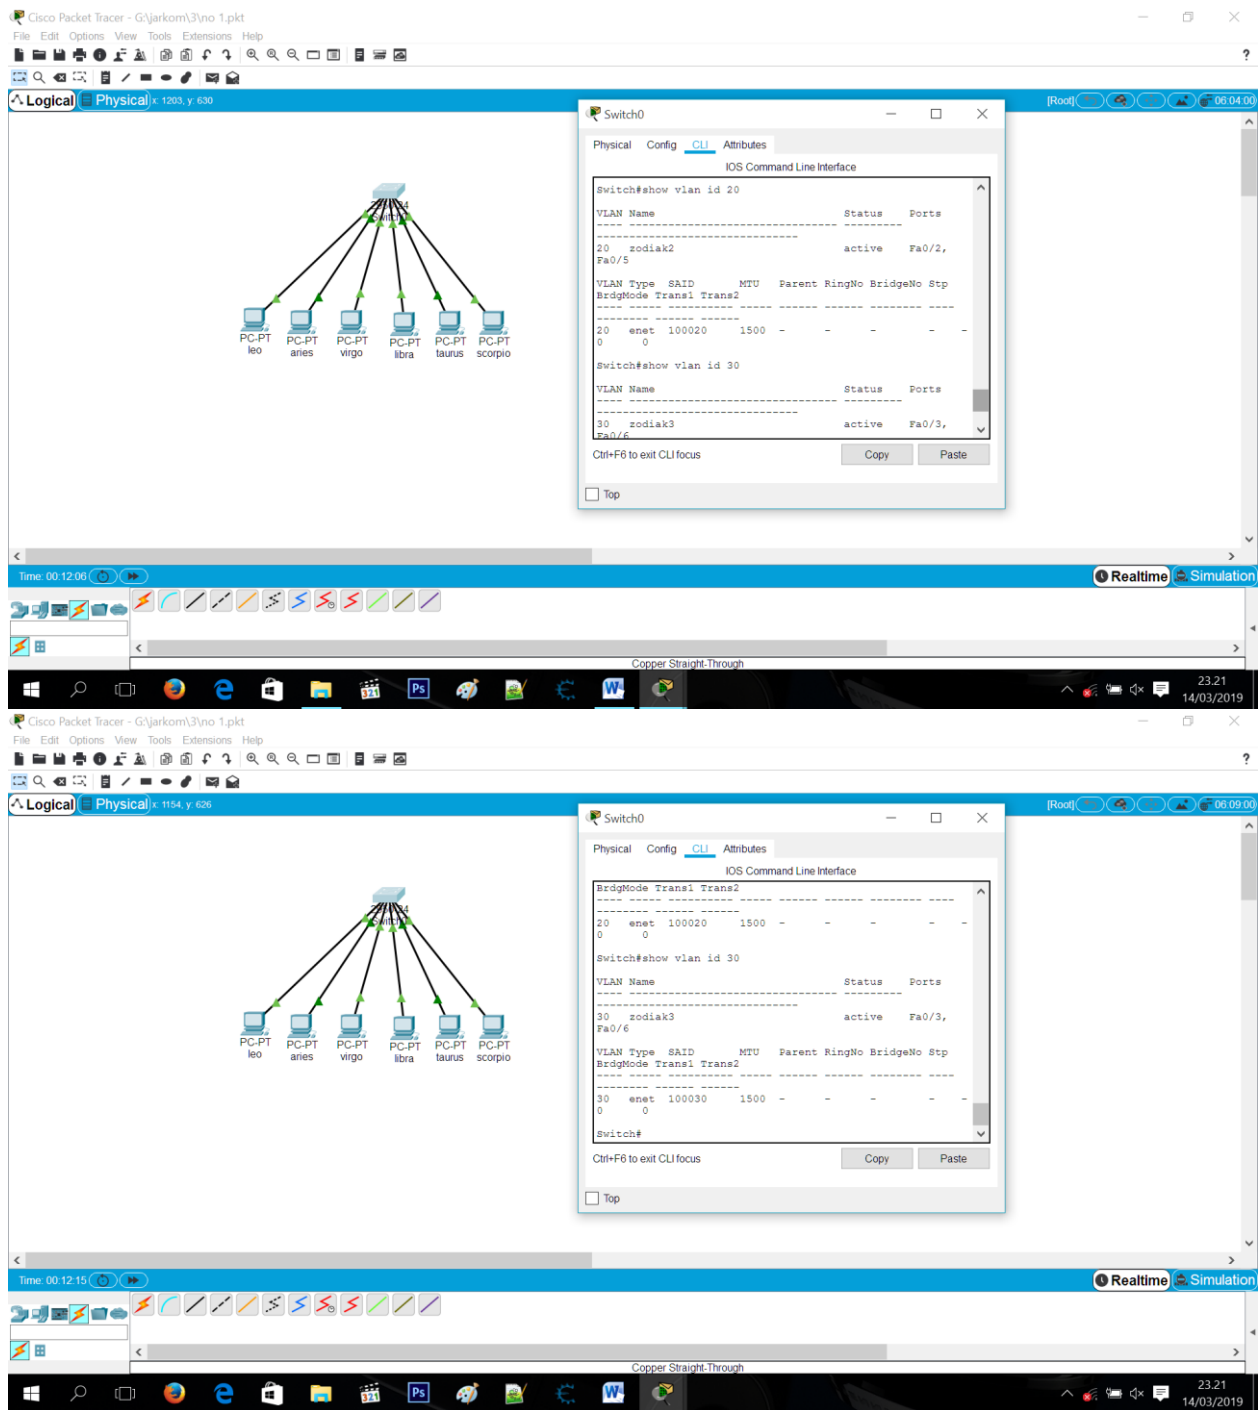 Cisco Packet Tracer - G:\jarkom\3\no 1.pkt
File Edit Options View Tools Extensions Help
?
Logical Physical x: 1203, y: 630 [Root] 06:04:00
Switch0
Physical Config CLI Attributes
IOS Command Line Interface
Switch#show vlan id 20
VLAN Name Status Ports
---- -------------------------------- --------- -------------------------------
20 zodiak2 active Fa0/2,
Fa0/5
VLAN Type SAID MTU Parent RingNo BridgeNo Stp
BrdgMode Trans1 Trans2
---- ----- ---------- ----- ------ ------ -------- ----
-------- ------ ------
20 enet 100020 1500 - - - - -
0 0
Switch#show vlan id 30
VLAN Name Status Ports
---- -------------------------------- --------- -------------------------------
30 zodiak3 active Fa0/3,
Fa0/6
Ctrl+F6 to exit CLI focus Copy Paste
Top
Switch0
PC-PT leo
PC-PT aries
PC-PT virgo
PC-PT libra
PC-PT taurus
PC-PT scorpio
Time: 00:12:06 Realtime Simulation
Copper Straight-Through
321 Ps
23.21
14/03/2019
Cisco Packet Tracer - G:\jarkom\3\no 1.pkt
File Edit Options View Tools Extensions Help
?
Logical Physical x: 1154, y: 626 [Root] 06:09:00
Switch0
Physical Config CLI Attributes
IOS Command Line Interface
BrdgMode Trans1 Trans2
---- ----- ---------- ----- ------ ------ -------- ----
-------- ------ ------
20 enet 100020 1500 - - - - -
0 0
Switch#show vlan id 30
VLAN Name Status Ports
---- -------------------------------- --------- -------------------------------
30 zodiak3 active Fa0/3,
Fa0/6
VLAN Type SAID MTU Parent RingNo BridgeNo Stp
BrdgMode Trans1 Trans2
---- ----- ---------- ----- ------ ------ -------- ----
-------- ------ ------
30 enet 100030 1500 - - - - -
0 0
Switch#
Ctrl+F6 to exit CLI focus Copy Paste
Top
PC-PT leo
PC-PT aries
PC-PT virgo
PC-PT libra
PC-PT taurus
PC-PT scorpio
Time: 00:12:15 Realtime Simulation
Copper Straight-Through
321 Ps
23.21
14/03/2019